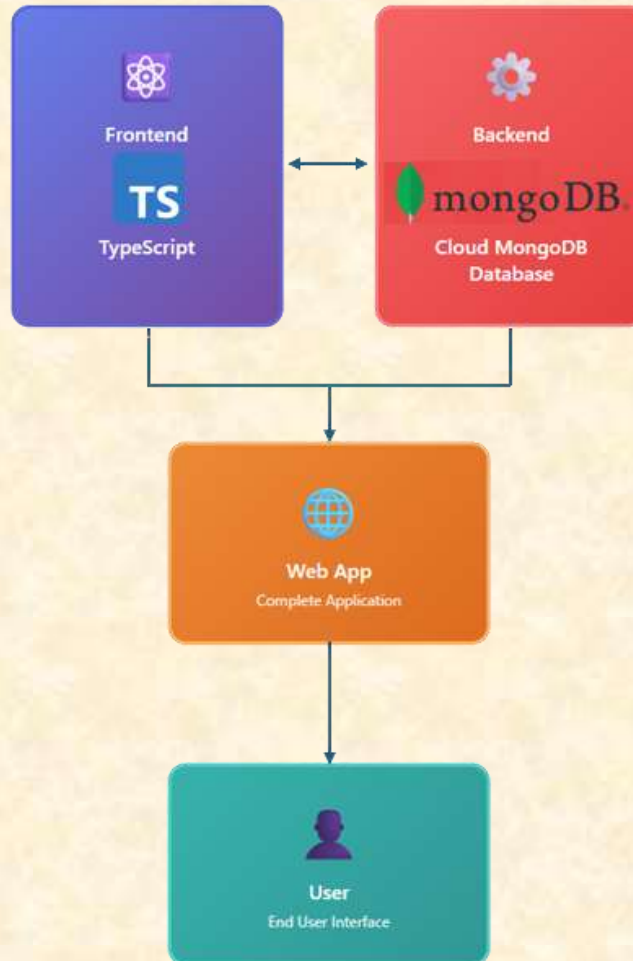 Frontend
TS
TypeScript
Backend
mongoDB.
Cloud MongoDB
Database
Web App
Complete Application
User
End User Interface